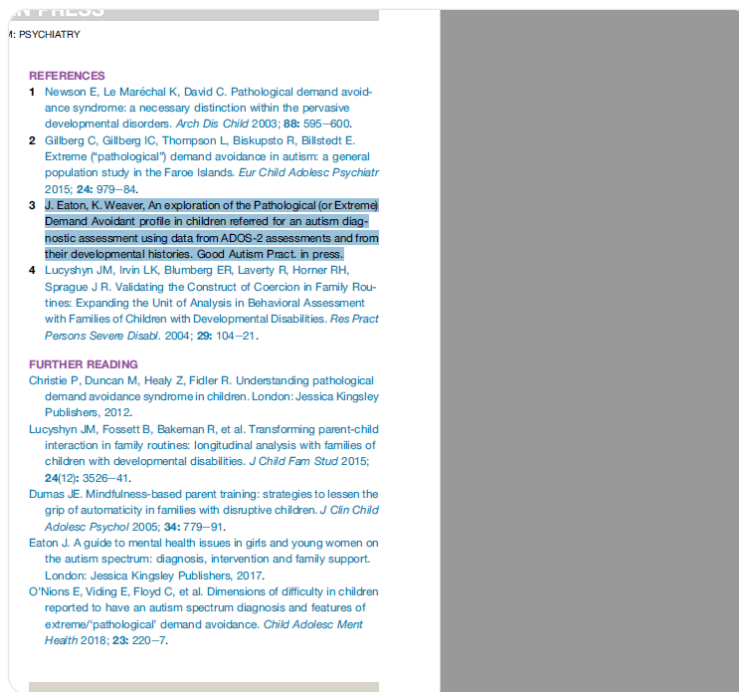 N PRESS
: PSYCHIATRY
REFERENCES
1 Newson E, Le Maréchal K, David C. Pathological demand avoid-
ance syndrome: a necessary distinction within the pervasive
developmental disorders. Arch Dis Child 2003; 88: 595–600.
2 Gillberg C, Gillberg IC, Thompson L, Biskupsto R, Billstedt E.
Extreme (“pathological”) demand avoidance in autism: a general
population study in the Faroe Islands. Eur Child Adolesc Psychiatr
2015; 24: 979–84.
3 J. Eaton, K. Weaver, An exploration of the Pathological (or Extreme)
Demand Avoidant profile in children referred for an autism diag-
nostic assessment using data from ADOS-2 assessments and from
their developmental histories. Good Autism Pract. in press.
4 Lucyshyn JM, Irvin LK, Blumberg ER, Laverty R, Horner RH,
Sprague J R. Validating the Construct of Coercion in Family Rou-
tines: Expanding the Unit of Analysis in Behavioral Assessment
with Families of Children with Developmental Disabilities. Res Pract
Persons Severe Disabl. 2004; 29: 104–21.
FURTHER READING
Christie P, Duncan M, Healy Z, Fidler R. Understanding pathological
demand avoidance syndrome in children. London: Jessica Kingsley
Publishers, 2012.
Lucyshyn JM, Fossett B, Bakeman R, et al. Transforming parent-child
interaction in family routines: longitudinal analysis with families of
children with developmental disabilities. J Child Fam Stud 2015;
24(12): 3526–41.
Dumas JE. Mindfulness-based parent training: strategies to lessen the
grip of automaticity in families with disruptive children. J Clin Child
Adolesc Psychol 2005; 34: 779–91.
Eaton J. A guide to mental health issues in girls and young women on
the autism spectrum: diagnosis, intervention and family support.
London: Jessica Kingsley Publishers, 2017.
O’Nions E, Viding E, Floyd C, et al. Dimensions of difficulty in children
reported to have an autism spectrum diagnosis and features of
extreme/‘pathological’ demand avoidance. Child Adolesc Ment
Health 2018; 23: 220–7.